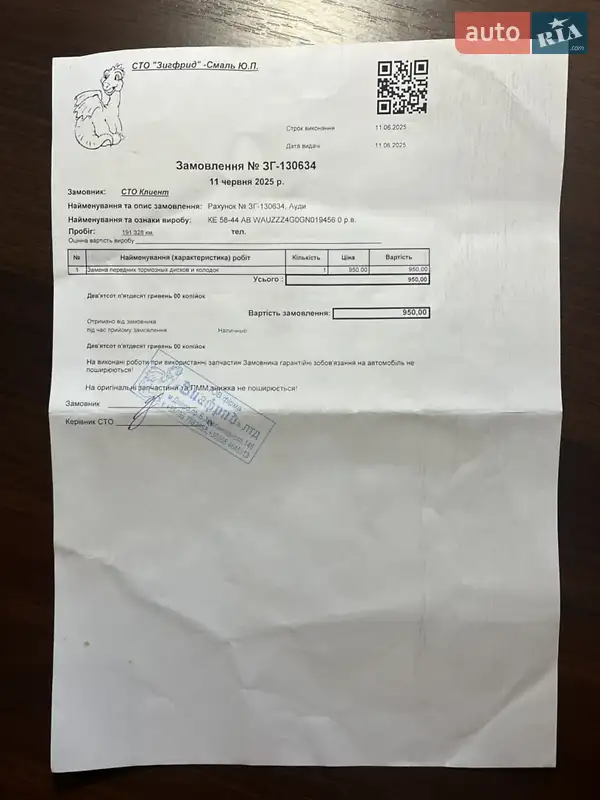 auto RIA.com
СТО "Зигфрид" -Смаль Ю.П.
Строк виконання 11.06.2025
Дата видачі 11.06.2025
Замовлення № ЗГ-130634
11 червня 2025 р.
Замовник: СТО Клиент
Найменування та опис замовлення: Рахунок № ЗГ-130634, Ауди
Найменування та ознаки виробу: КЕ 58-44 АВ WAUZZZ4G0GN019456 0 р.в.
Пробіг: 191 328 км. тел.
Оціина вартість виробу
№ Найменування (характеристика) робіт Кількість Ціна Вартість
1 Замена передних тормозных дисков и колодок 1 950,00 950,00
Усього : 950,00
Дев'ятсот п'ятдесят гривень 00 копійок
Вартість замовлення: 950,00
Отримано від замовника
під час прийому замовлення Наличные
Дев'ятсот п'ятдесят гривень 00 копійок
На виконані роботи при використанні запчастин Замовника гарантійні зобов'язання на автомобіль не
поширюються!
На оригінальні запчастини та ПММ знижка не поширюється!
Замовник
Керівник СТО
Зигфрид ЛТД